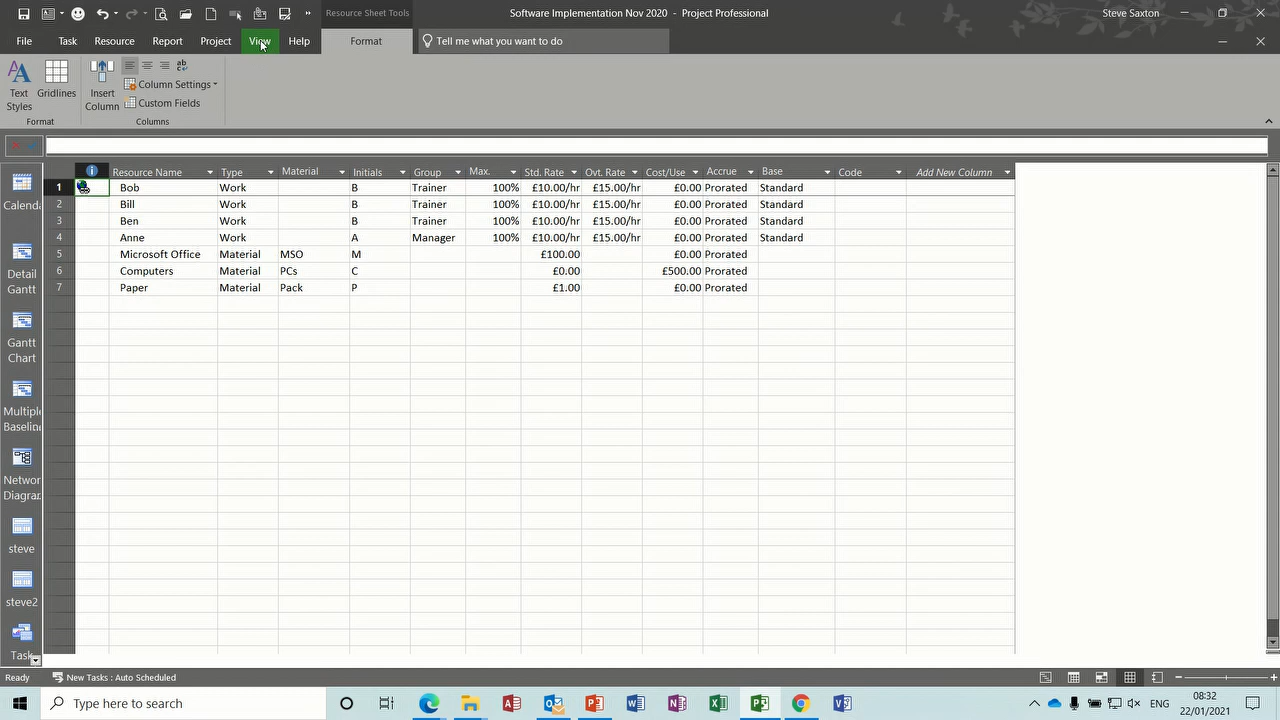 Resource Sheet Tools
Software Implementation Nov 2020 - Project Professional
Steve Saxton
File Task Resource Report Project View Help Format Tell me what you want to do
Text Styles
Gridlines
Insert Column
Column Settings
Custom Fields
Format
Columns
Resource Name Type Material Initials Group Max. Std. Rate Ovt. Rate Cost/Use Accrue Base Code Add New Column
1 Bob Work B Trainer 100% £10.00/hr £15.00/hr £0.00 Prorated Standard
2 Bill Work B Trainer 100% £10.00/hr £15.00/hr £0.00 Prorated Standard
3 Ben Work B Trainer 100% £10.00/hr £15.00/hr £0.00 Prorated Standard
4 Anne Work A Manager 100% £10.00/hr £15.00/hr £0.00 Prorated Standard
5 Microsoft Office Material MSO M £100.00 £0.00 Prorated
6 Computers Material PCs C £0.00 £500.00 Prorated
7 Paper Material Pack P £1.00 £0.00 Prorated
Calenda
Detail
Gantt
Gantt
Chart
Multiple
Baseline
Network
Diagra
steve
steve2
Task
Ready New Tasks : Auto Scheduled
Type here to search
ENG
08:32
22/01/2021